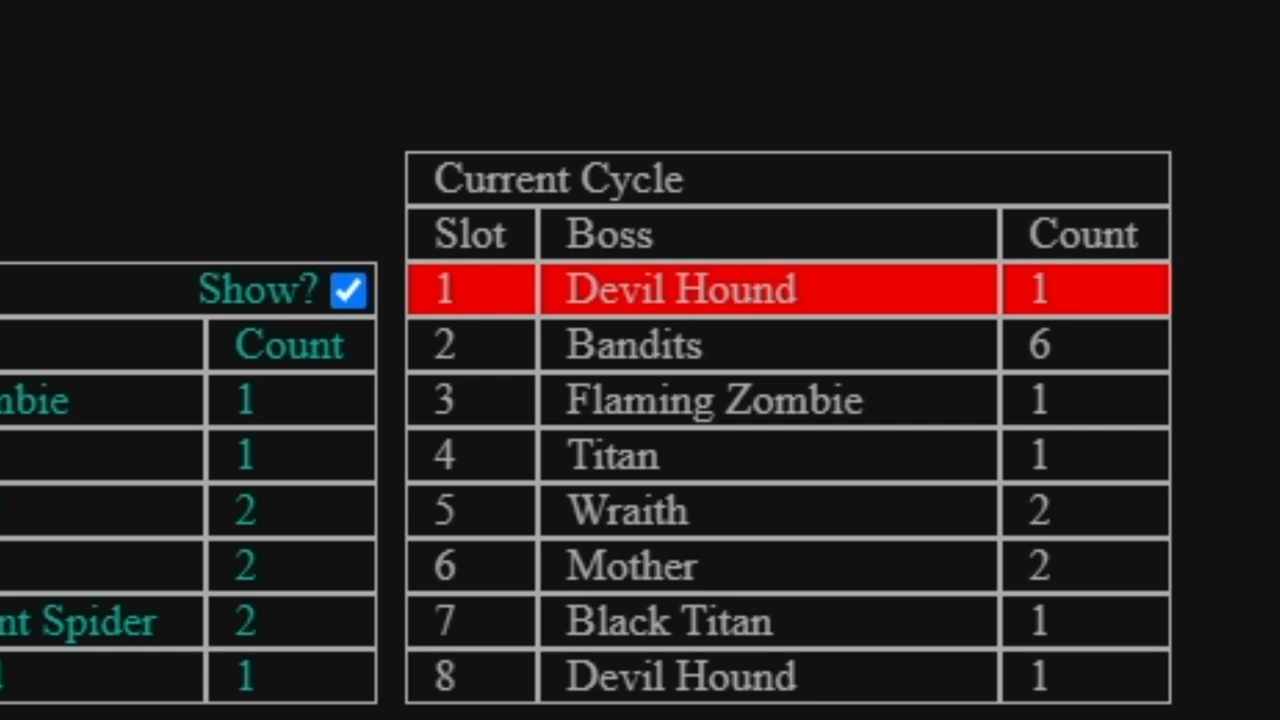 Current Cycle
Slot Boss Count
Show? 1 Devil Hound 1
Count 2 Bandits 6
1 3 Flaming Zombie 1
1 4 Titan 1
2 5 Wraith 2
2 6 Mother 2
Spider 2 7 Black Titan 1
1 8 Devil Hound 1